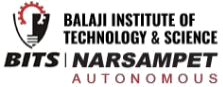 BALAJI INSTITUTE OF
TECHNOLOGY & SCIENCE
BITS | NARSAMPET
AUTONOMOUS